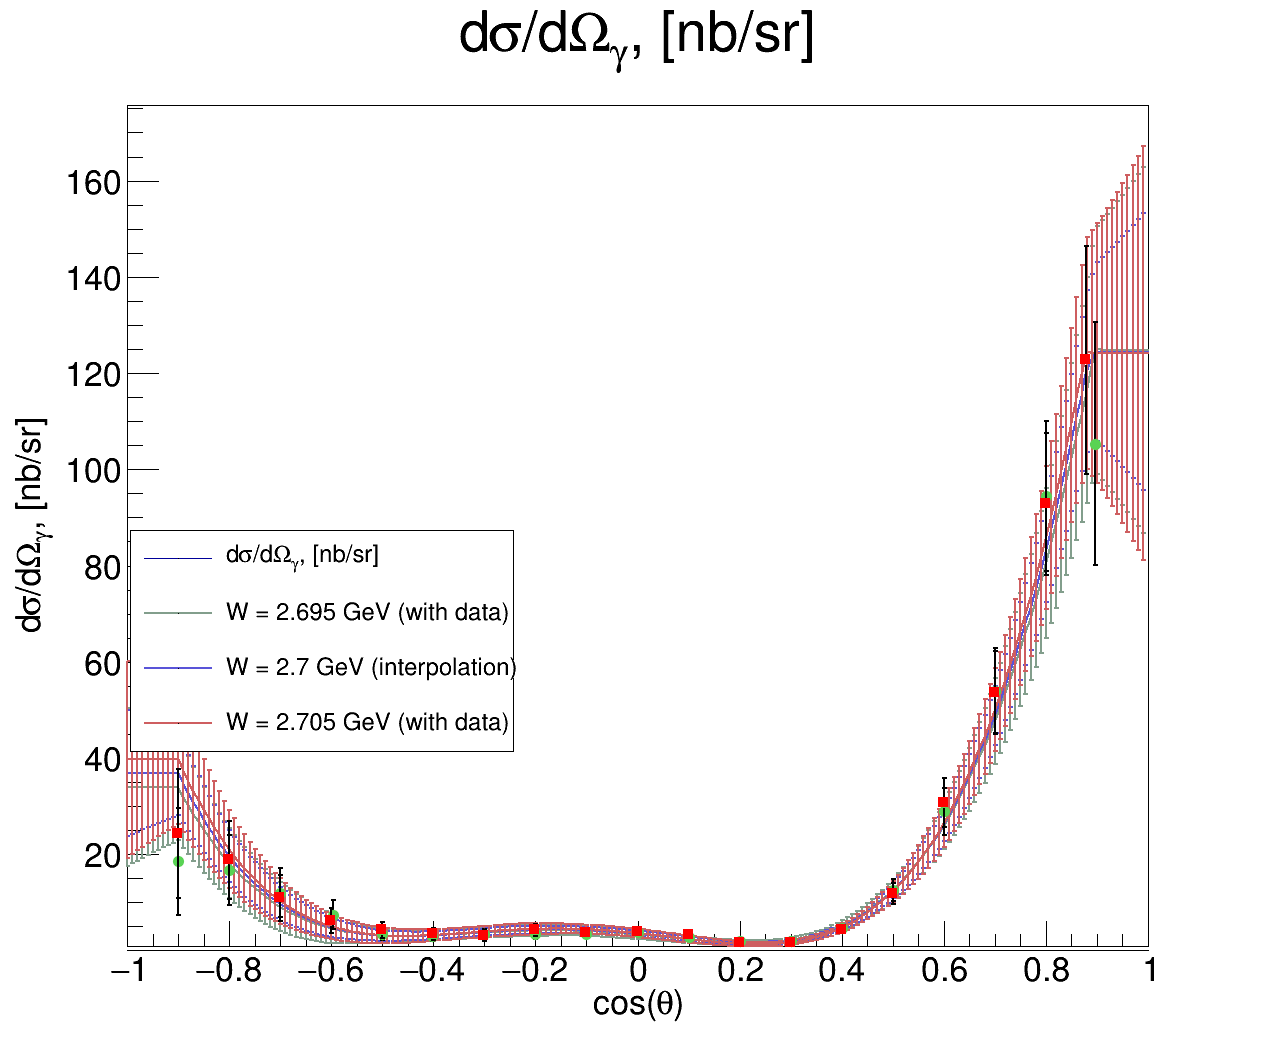 dσ/dΩγ, [nb/sr]
dσ/dΩγ, [nb/sr]
160
140
120
100
80
60
40
20
dσ/dΩγ, [nb/sr]
W = 2.695 GeV (with data)
W = 2.7 GeV (interpolation)
W = 2.705 GeV (with data)
−1 −0.8 −0.6 −0.4 −0.2 0 0.2 0.4 0.6 0.8 1
cos(θ)